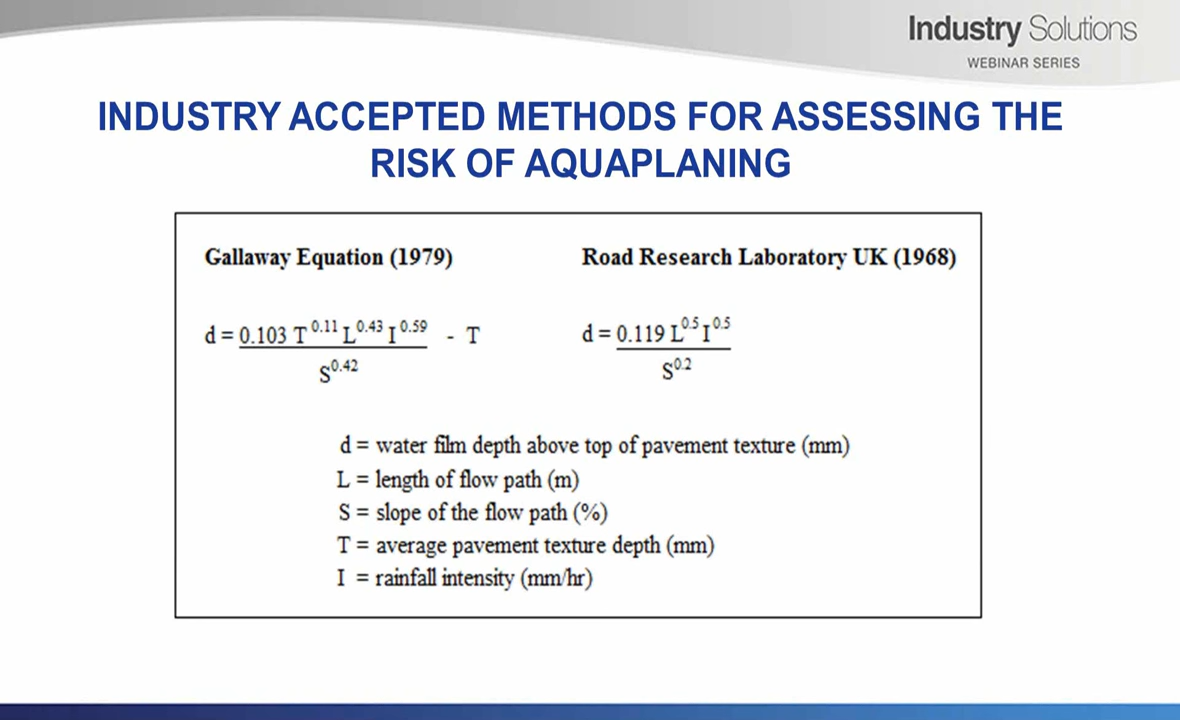 Industry Solutions
WEBINAR SERIES
INDUSTRY ACCEPTED METHODS FOR ASSESSING THE
RISK OF AQUAPLANING
Gallaway Equation (1979)
d = 0.103 T^0.11 L^0.43 I^0.59 - T
S^0.42
Road Research Laboratory UK (1968)
d = 0.119 L^0.5 I^0.5
S^0.2
d = water film depth above top of pavement texture (mm)
L = length of flow path (m)
S = slope of the flow path (%)
T = average pavement texture depth (mm)
I = rainfall intensity (mm/hr)